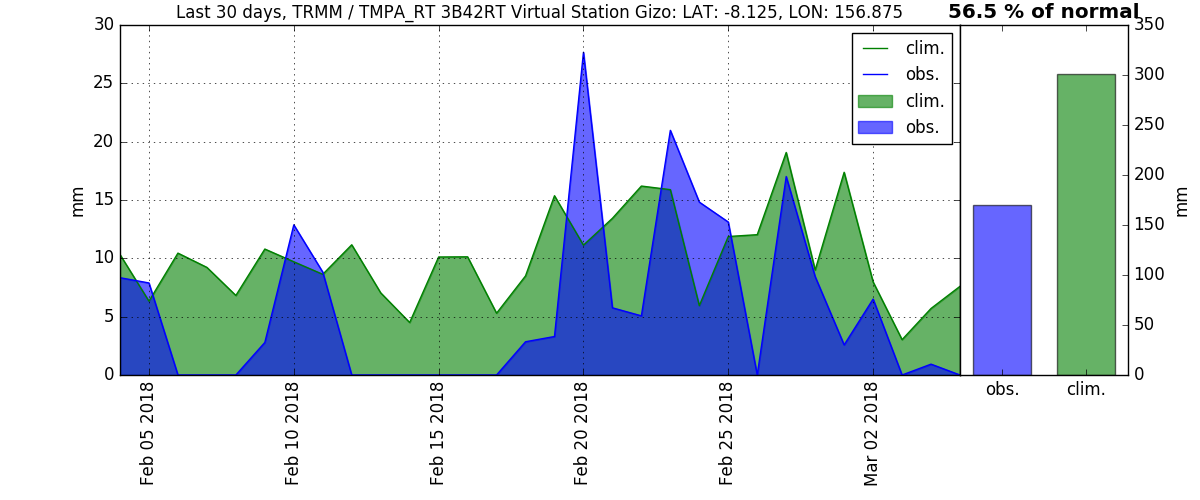 Last 30 days, TRMM / TMPA_RT 3B42RT Virtual Station Gizo: LAT: -8.125, LON: 156.875
56.5 % of normal
30
25
20
15
10
5
0
mm
clim.
obs.
clim.
obs.
Feb 05 2018
Feb 10 2018
Feb 15 2018
Feb 20 2018
Feb 25 2018
Mar 02 2018
350
300
250
200
150
100
50
0
mm
obs.
clim.